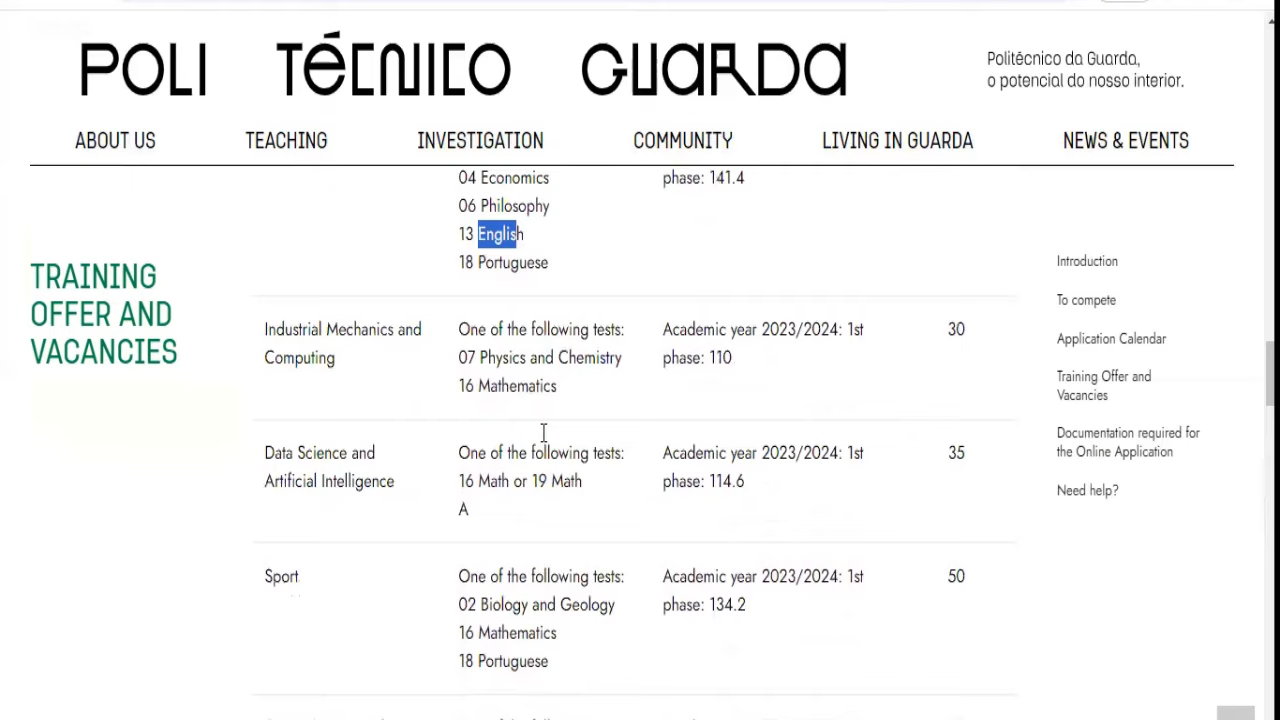 POLI TÉCNICO GUARDA
Politécnico da Guarda,
o potencial do nosso interior.
ABOUT US TEACHING INVESTIGATION COMMUNITY LIVING IN GUARDA NEWS & EVENTS
04 Economics phase: 141.4
06 Philosophy
13 English
18 Portuguese
TRAINING
OFFER AND
VACANCIES
Industrial Mechanics and One of the following tests: Academic year 2023/2024: 1st 30
Computing 07 Physics and Chemistry phase: 110
16 Mathematics
Data Science and One of the following tests: Academic year 2023/2024: 1st 35
Artificial Intelligence 16 Math or 19 Math phase: 114.6
A
Sport One of the following tests: Academic year 2023/2024: 1st 50
02 Biology and Geology phase: 134.2
16 Mathematics
18 Portuguese
Introduction
To compete
Application Calendar
Training Offer and
Vacancies
Documentation required for
the Online Application
Need help?